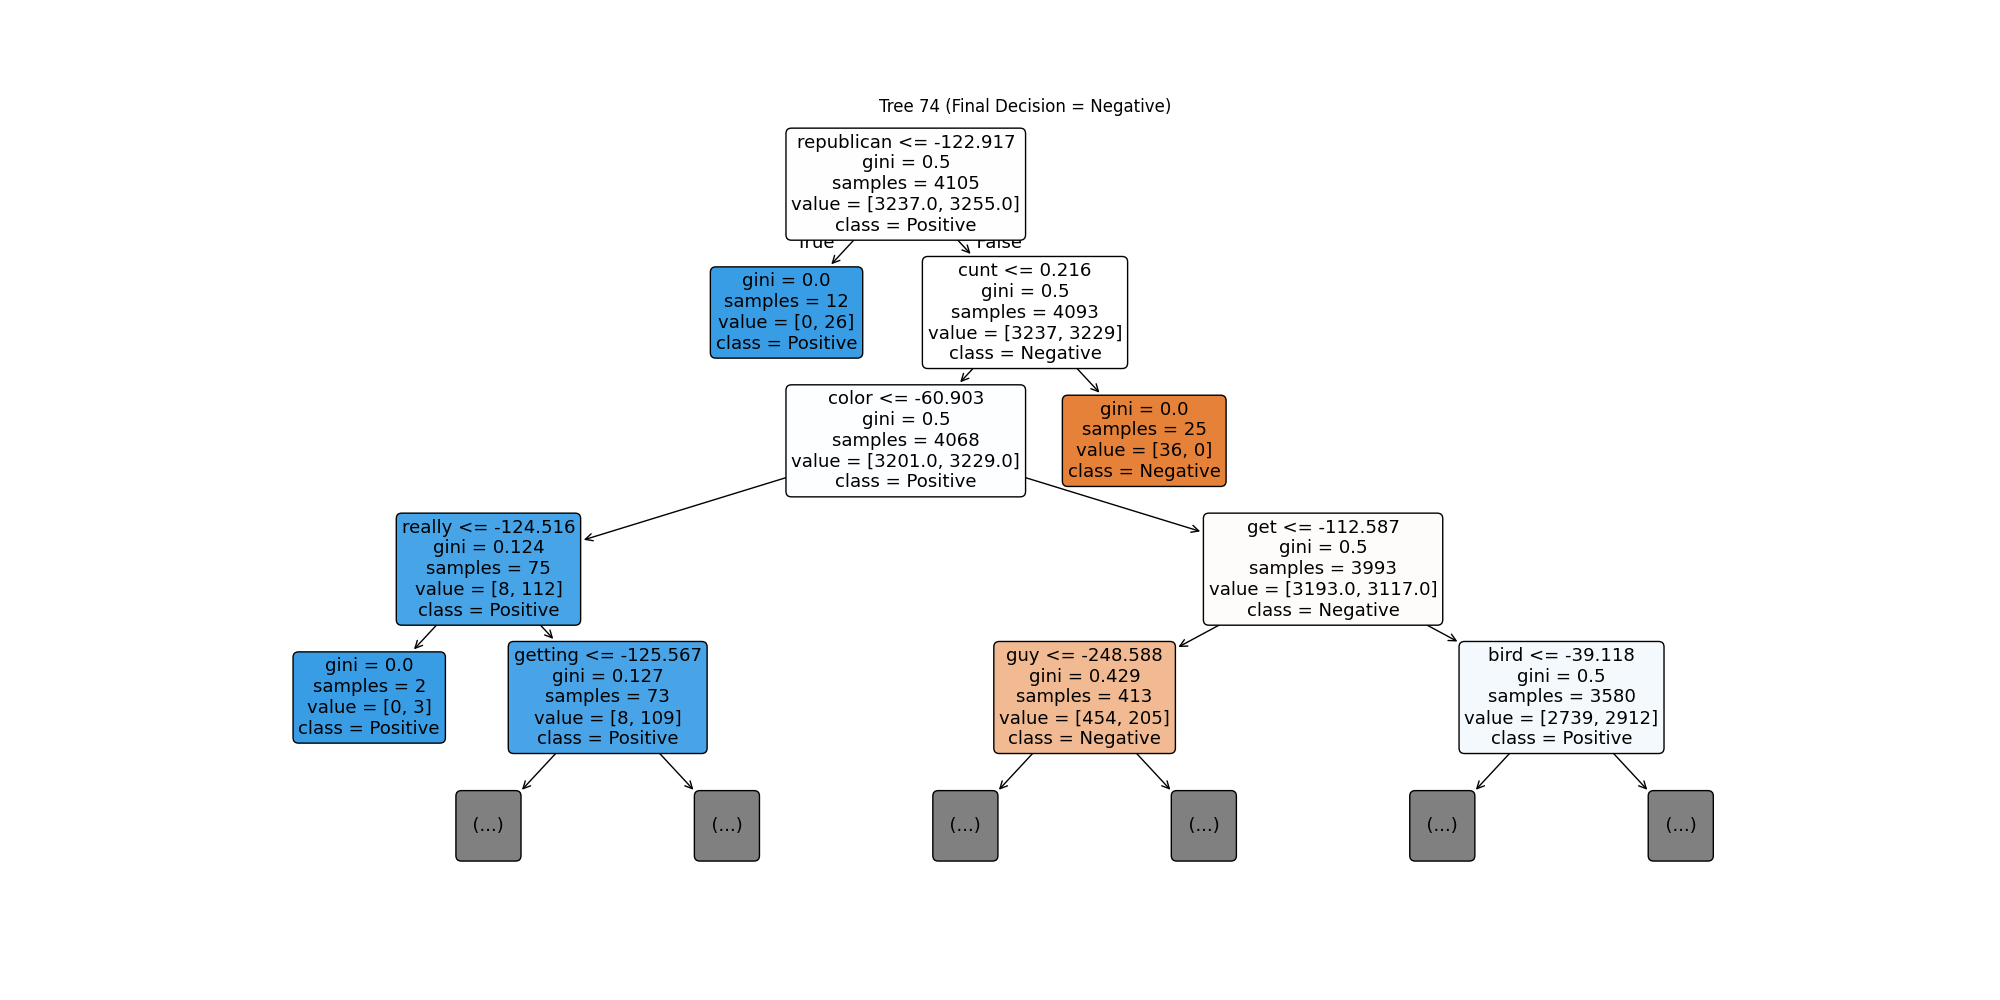 Tree 74 (Final Decision = Negative)
republican <= -122.917
gini = 0.5
samples = 4105
value = [3237.0, 3255.0]
class = Positive
True
False
gini = 0.0
samples = 12
value = [0, 26]
class = Positive
cunt <= 0.216
gini = 0.5
samples = 4093
value = [3237, 3229]
class = Negative
color <= -60.903
gini = 0.5
samples = 4068
value = [3201.0, 3229.0]
class = Positive
gini = 0.0
samples = 25
value = [36, 0]
class = Negative
really <= -124.516
gini = 0.124
samples = 75
value = [8, 112]
class = Positive
get <= -112.587
gini = 0.5
samples = 3993
value = [3193.0, 3117.0]
class = Negative
gini = 0.0
samples = 2
value = [0, 3]
class = Positive
getting <= -125.567
gini = 0.127
samples = 73
value = [8, 109]
class = Positive
guy <= -248.588
gini = 0.429
samples = 413
value = [454, 205]
class = Negative
bird <= -39.118
gini = 0.5
samples = 3580
value = [2739, 2912]
class = Positive
(...)
(...)
(...)
(...)
(...)
(...)